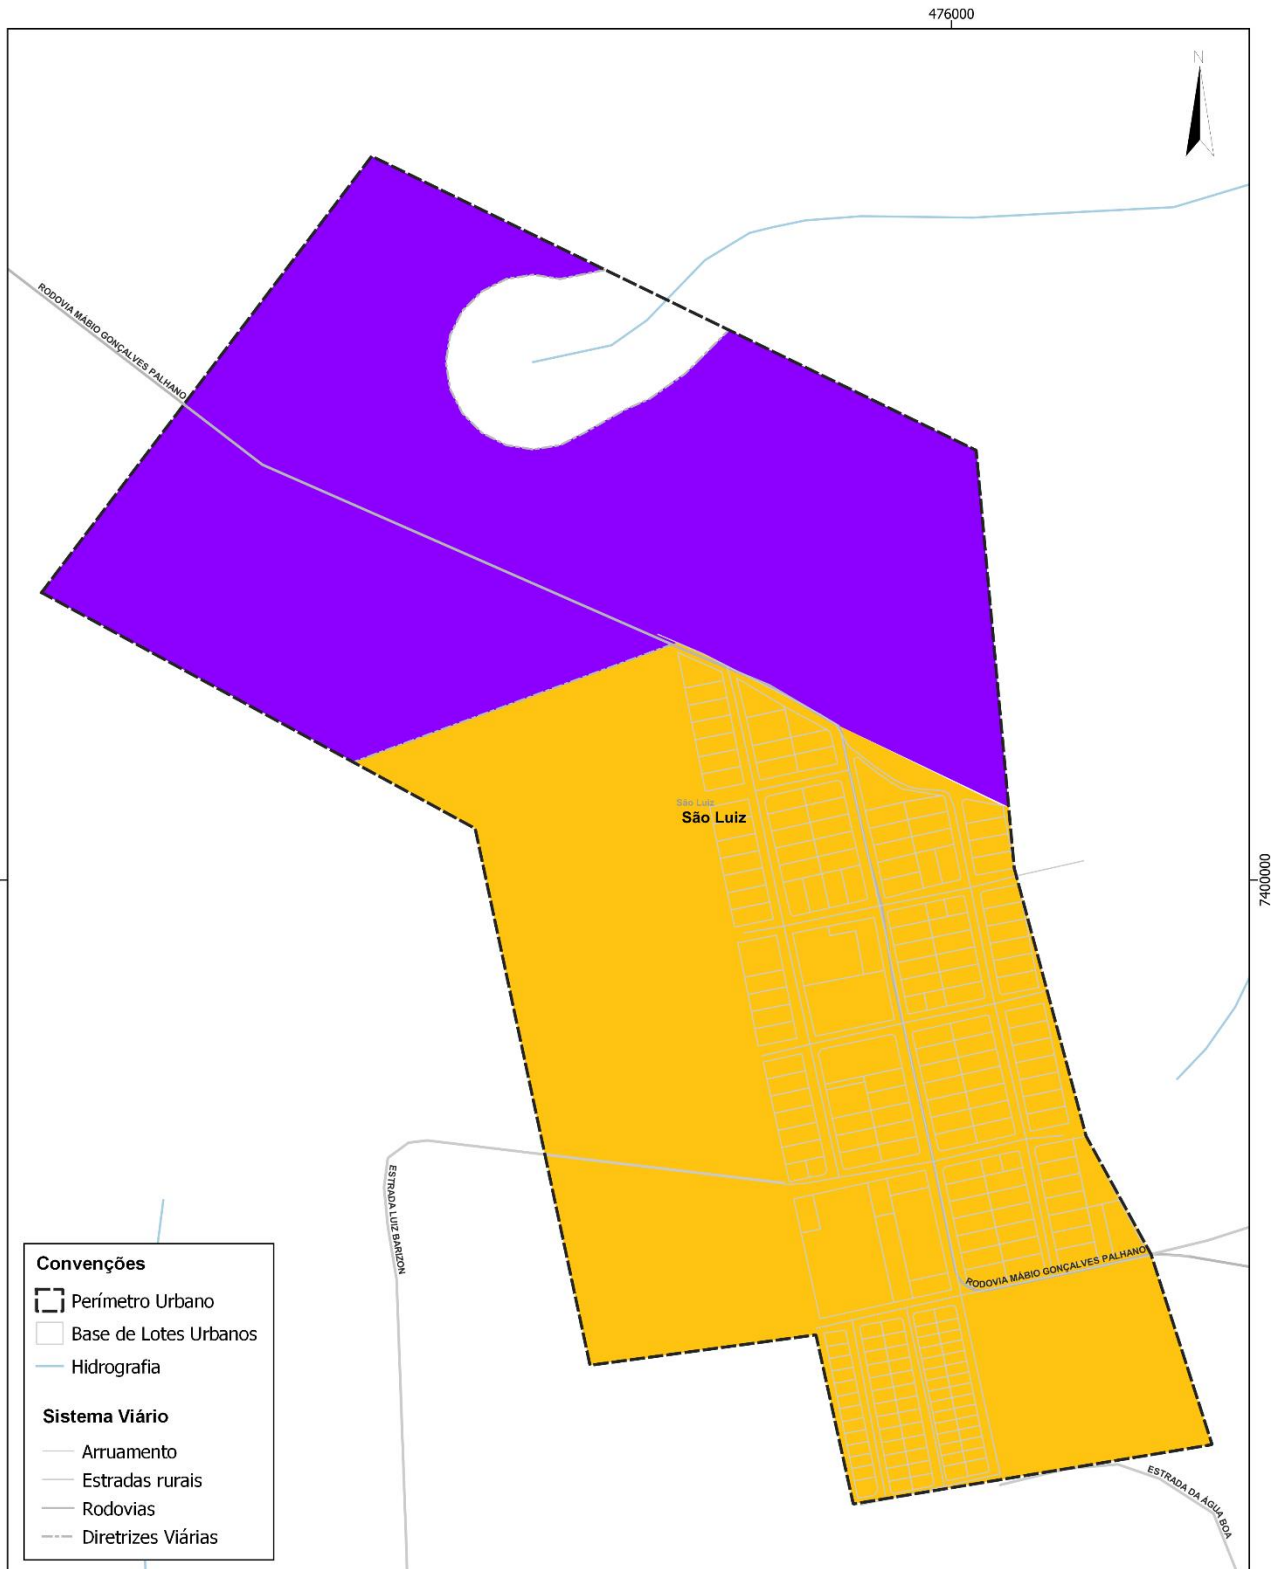 476000
N
RODOVIA MÁBIO GONÇALVES PALHANO
São Luiz
São Luiz
7400000
ESTRADA LUIZ BARIZON
RODOVIA MÁBIO GONÇALVES PALHANO
ESTRADA DA ÁGUA BOA
Convenções
Perímetro Urbano
Base de Lotes Urbanos
Hidrografia
Sistema Viário
Arruamento
Estradas rurais
Rodovias
Diretrizes Viárias